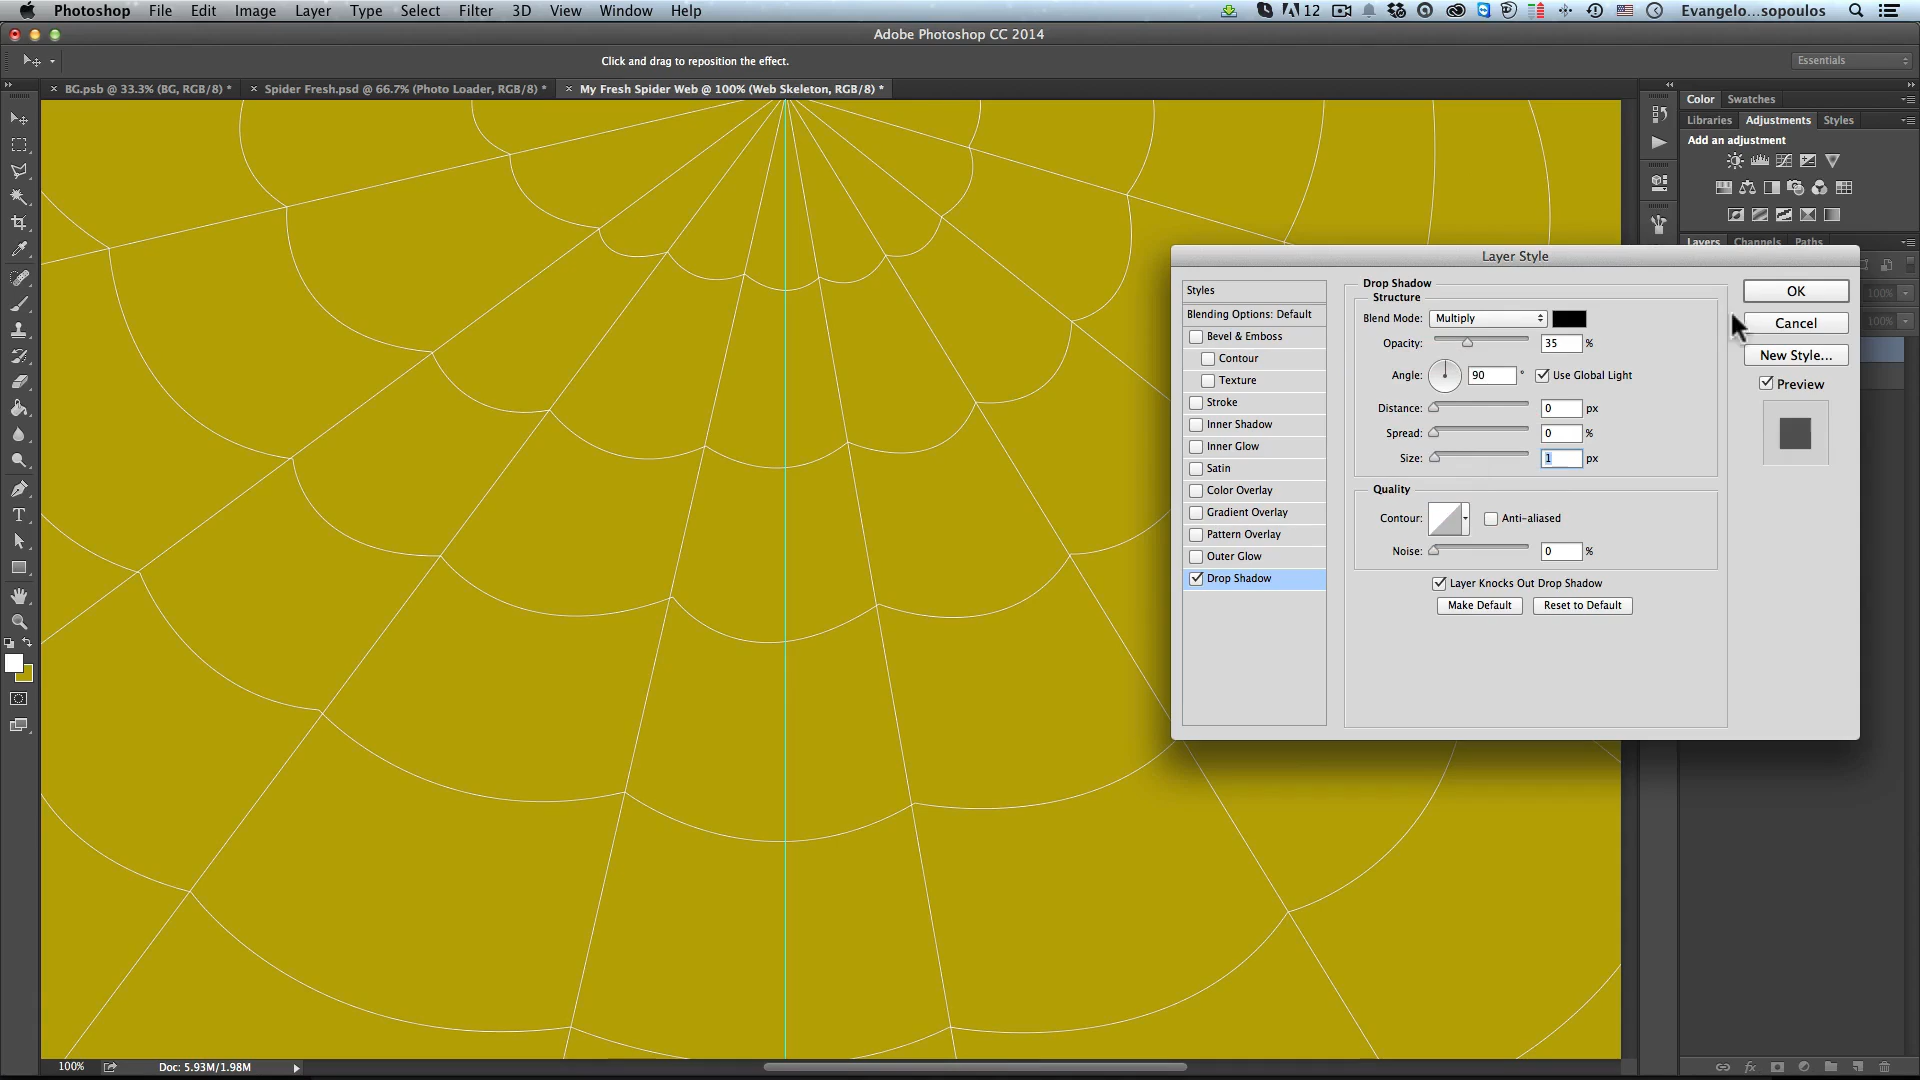 Photoshop File Edit Image Layer Type Select Filter 3D View Window Help 12 Evangelo...sopoulos
Adobe Photoshop CC 2014
Click and drag to reposition the effect.
Essentials
BG.psb @ 33.3% (BG, RGB/8) *
Spider Fresh.psd @ 66.7% (Photo Loader, RGB/8) *
My Fresh Spider Web @ 100% (Web Skeleton, RGB/8) *
Color Swatches
Libraries Adjustments Styles
Add an adjustment
Layers Channels Paths
100%
100%
Layer Style
Styles
Blending Options: Default
Bevel & Emboss
Contour
Texture
Stroke
Inner Shadow
Inner Glow
Satin
Color Overlay
Gradient Overlay
Pattern Overlay
Outer Glow
Drop Shadow
Drop Shadow
Structure
Blend Mode: Multiply
Opacity: 35 %
Angle: 90 ° Use Global Light
Distance: 0 px
Spread: 0 %
Size: 1 px
Quality
Contour: Anti-aliased
Noise: 0 %
Layer Knocks Out Drop Shadow
Make Default Reset to Default
OK
Cancel
New Style...
Preview
T
fx
100% Doc: 5.93M/1.98M